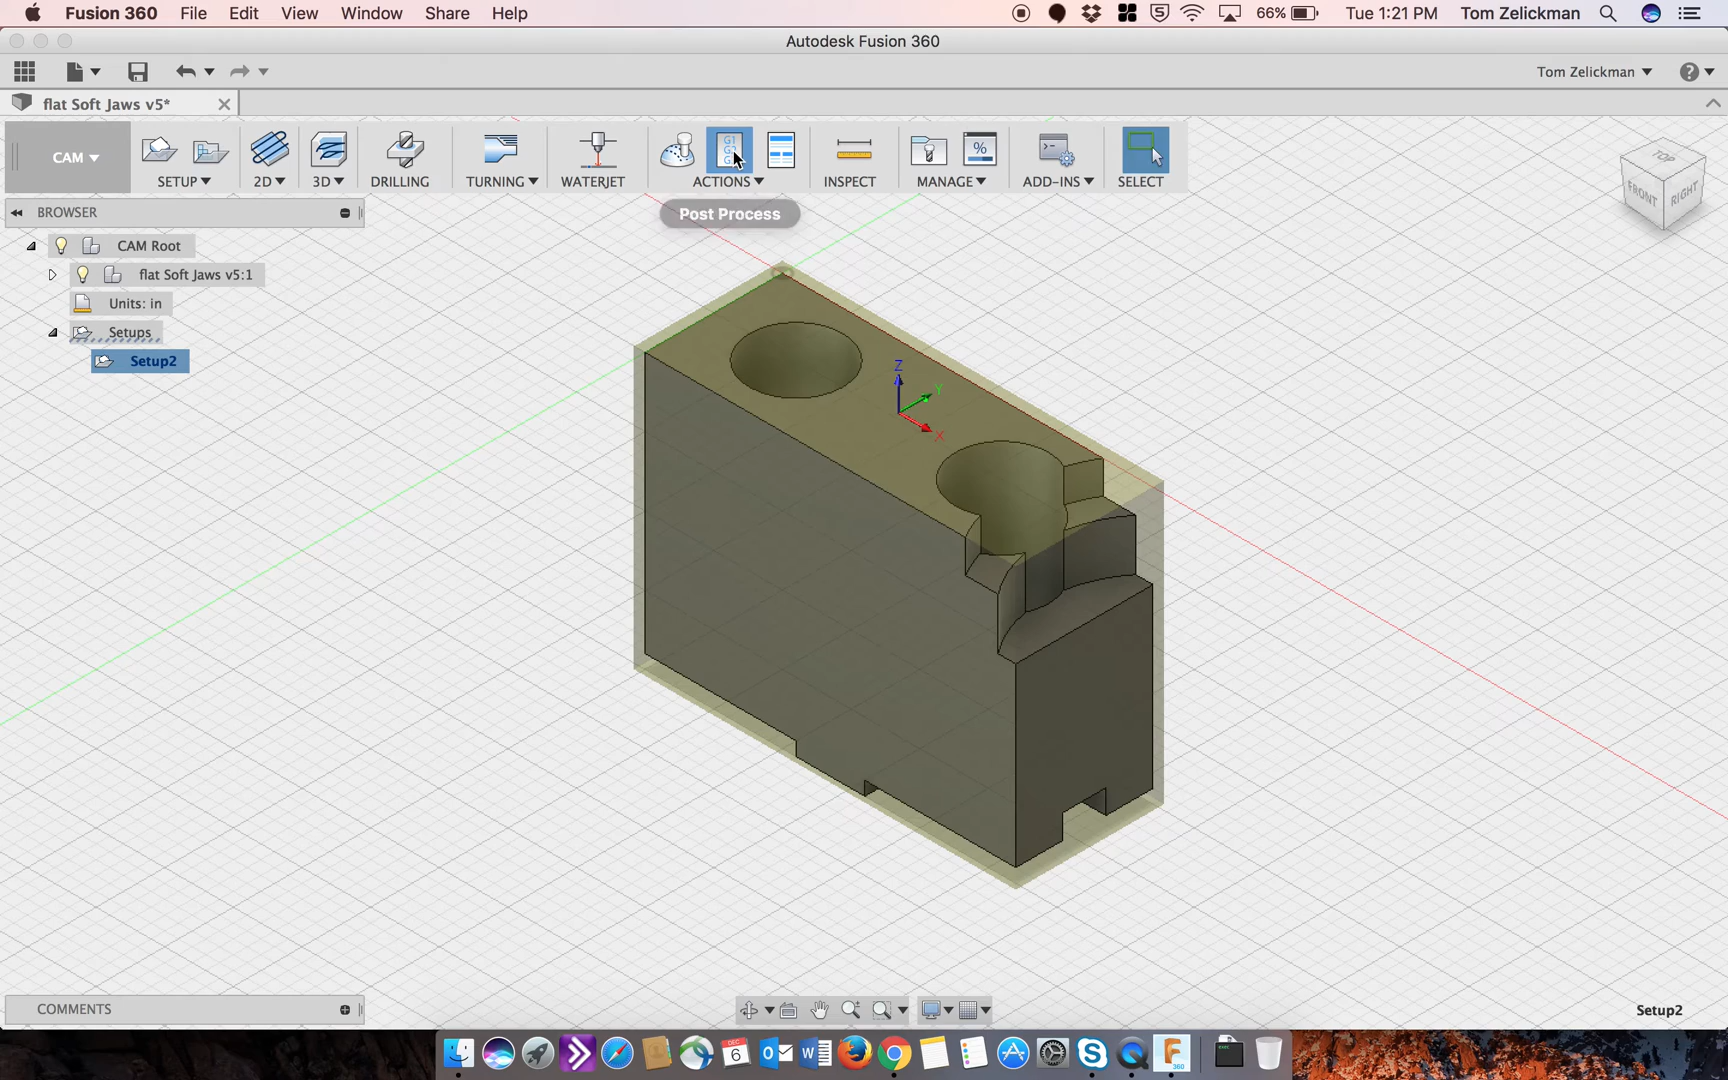 Fusion 360 File Edit View Window Share Help 66% Tue 1:21 PM Tom Zelickman
Autodesk Fusion 360
Tom Zelickman
flat Soft Jaws v5*
CAM SETUP 2D 3D DRILLING TURNING WATERJET ACTIONS INSPECT MANAGE ADD-INS SELECT
BROWSER
Post Process
CAM Root
flat Soft Jaws v5:1
Units: in
Setups
Setup2
TOP
FRONT
RIGHT
Z
Y
X
COMMENTS
Setup2
DEC
6